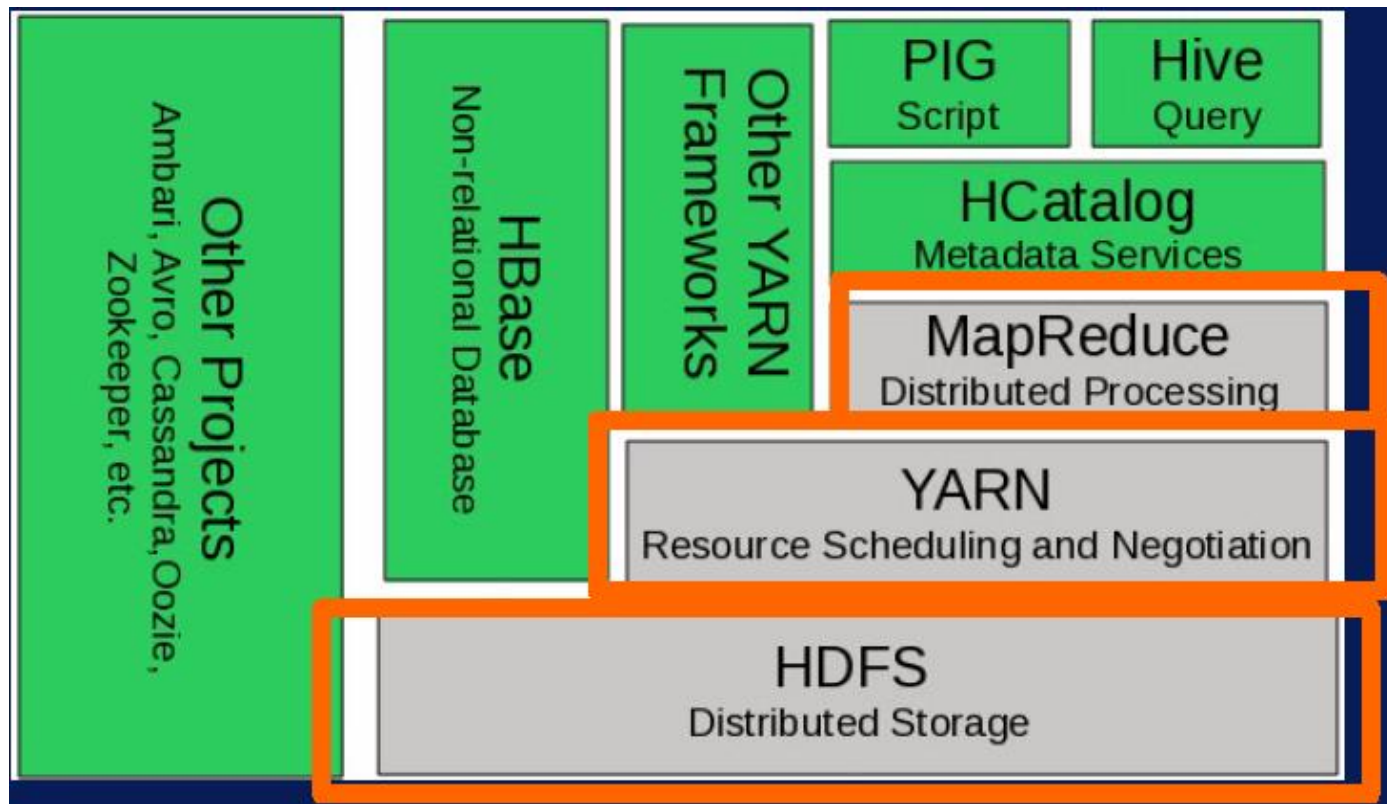 Other Projects
Ambari, Avro, Cassandra, Oozie,
Zookeeper, etc.
HBase
Non-relational Database
Other YARN
Frameworks
PIG
Script
Hive
Query
HCatalog
Metadata Services
MapReduce
Distributed Processing
YARN
Resource Scheduling and Negotiation
HDFS
Distributed Storage